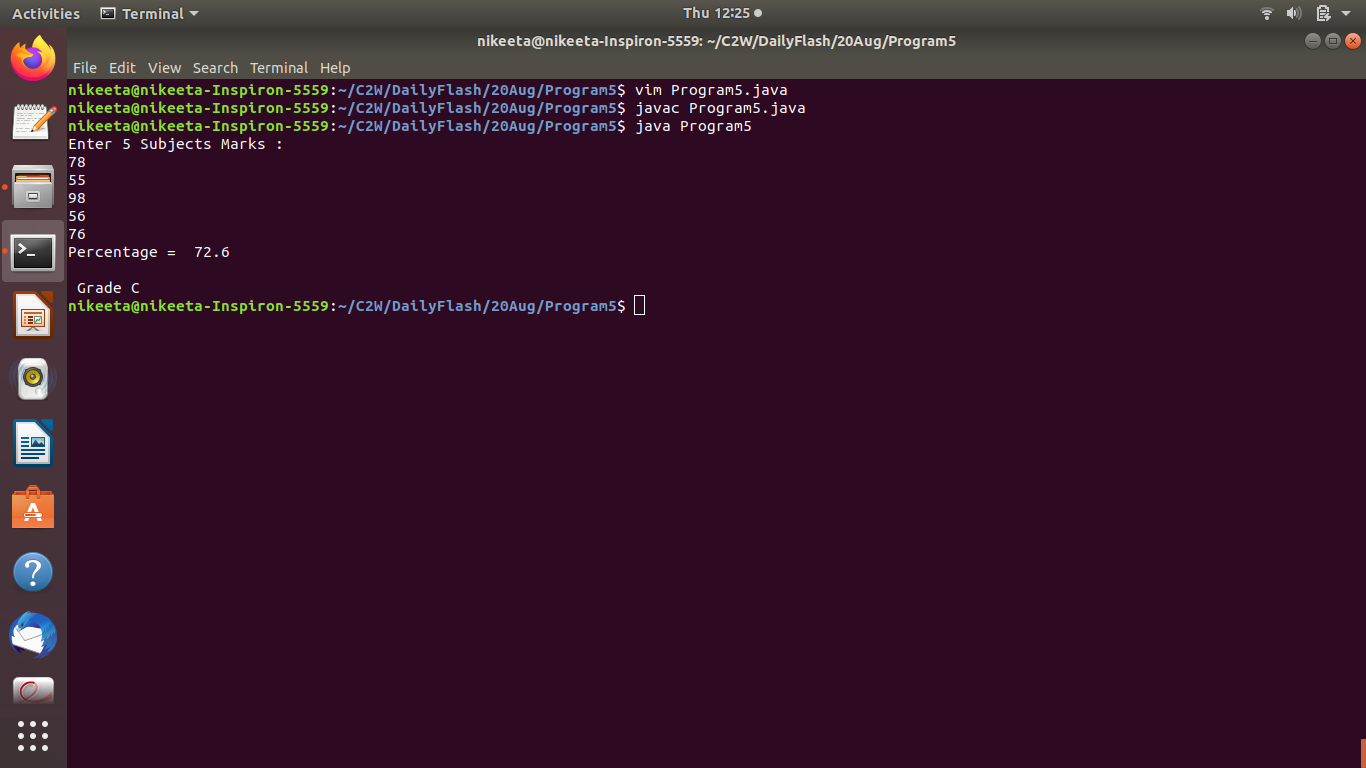 Activities Terminal Thu 12:25
nikeeta@nikeeta-Inspiron-5559: ~/C2W/DailyFlash/20Aug/Program5
File Edit View Search Terminal Help
nikeeta@nikeeta-Inspiron-5559:~/C2W/DailyFlash/20Aug/Program5$ vim Program5.java
nikeeta@nikeeta-Inspiron-5559:~/C2W/DailyFlash/20Aug/Program5$ javac Program5.java
nikeeta@nikeeta-Inspiron-5559:~/C2W/DailyFlash/20Aug/Program5$ java Program5
Enter 5 Subjects Marks :
78
55
98
56
76
Percentage =  72.6
 Grade C
nikeeta@nikeeta-Inspiron-5559:~/C2W/DailyFlash/20Aug/Program5$